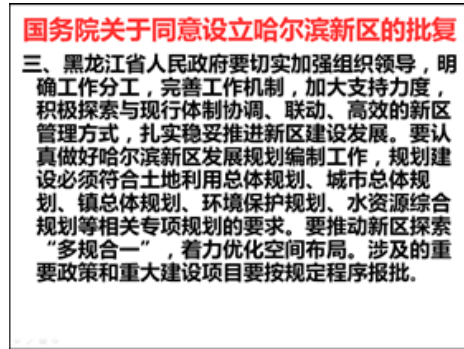 国务院关于同意设立哈尔滨新区的批复
三、黑龙江省人民政府要切实加强组织领导，明
确工作分工，完善工作机制，加大支持力度，
积极探索与现行体制协调、联动、高效的新区
管理方式，扎实稳妥推进新区建设发展。要认
真做好哈尔滨新区发展规划编制工作，规划建
设必须符合土地利用总体规划、城市总体规
划、镇总体规划、环境保护规划、水资源综合
规划等相关专项规划的要求。要推动新区探索
“多规合一”，着力优化空间布局。涉及的重
要政策和重大建设项目要按规定程序报批。